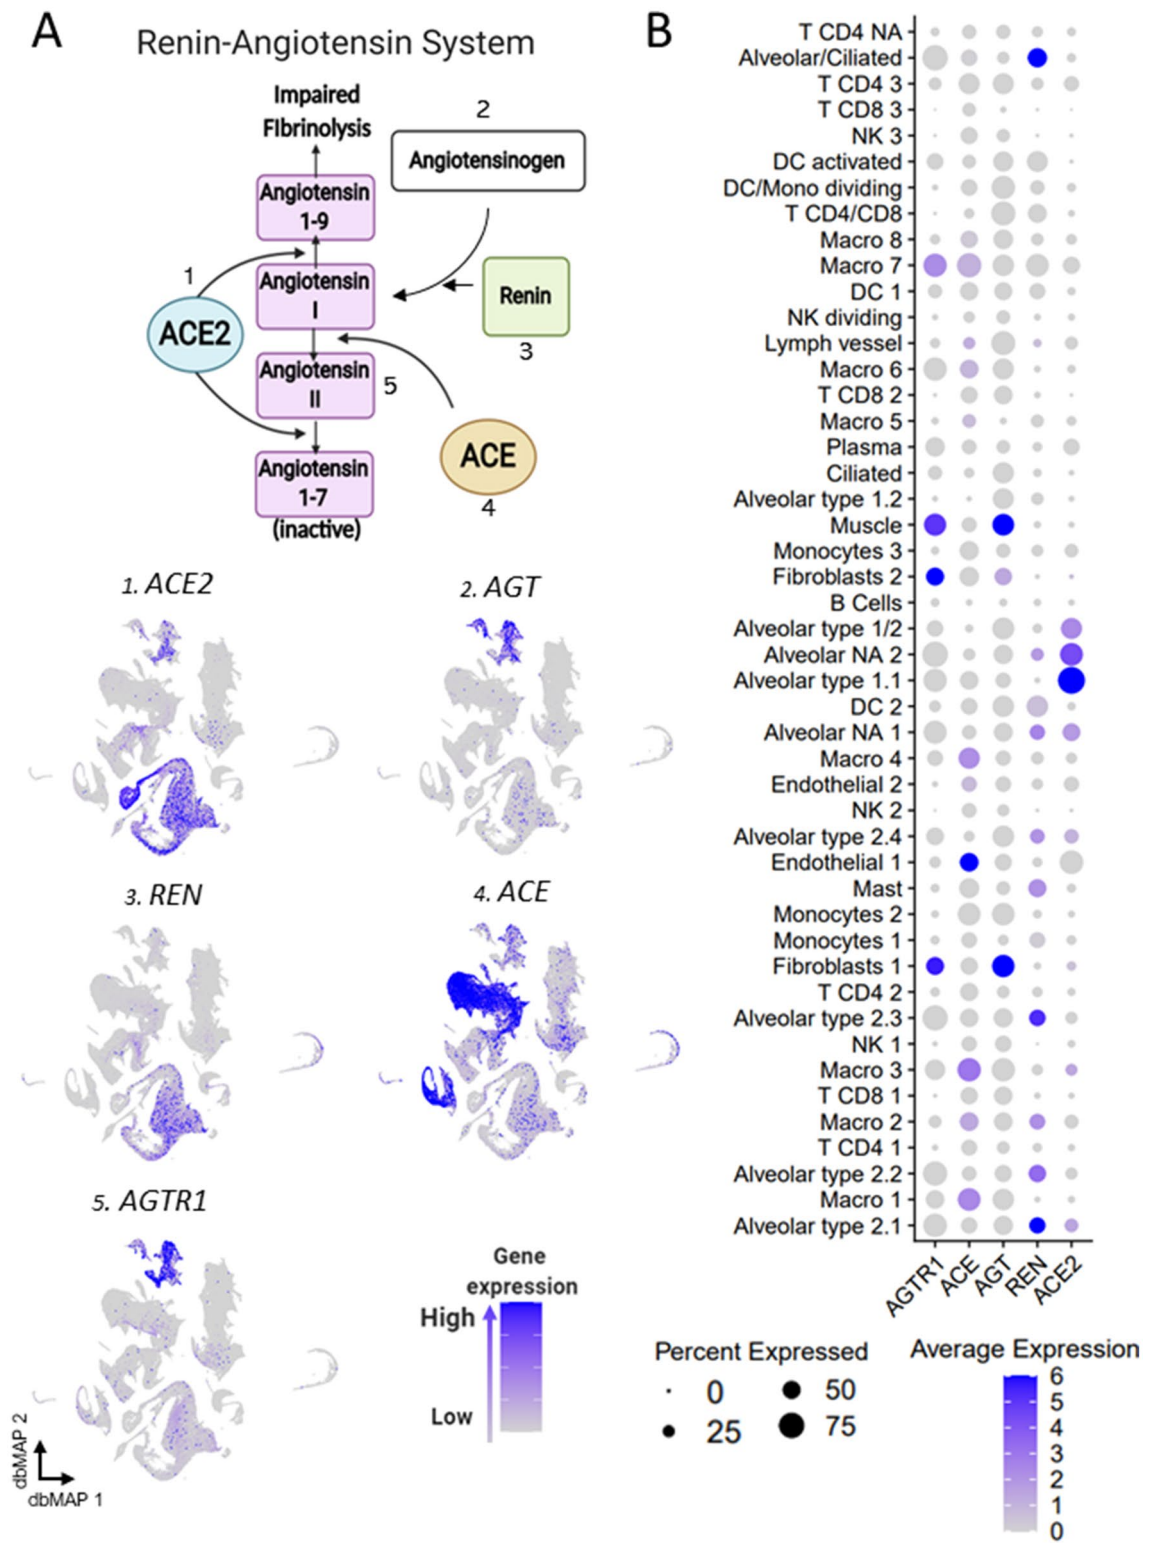 A
Renin-Angiotensin System
Impaired
FIbrinolysis
2
Angiotensinogen
Angiotensin
1-9
1
Angiotensin
I
ACE2
Renin
3
Angiotensin
II
5
ACE
4
Angiotensin
1-7
(inactive)
1. ACE2
2. AGT
3. REN
4. ACE
5. AGTR1
Gene
expression
High
Low
dbMAP 2
dbMAP 1
B
T CD4 NA
Alveolar/Ciliated
T CD4 3
T CD8 3
NK 3
DC activated
DC/Mono dividing
T CD4/CD8
Macro 8
Macro 7
DC 1
NK dividing
Lymph vessel
Macro 6
T CD8 2
Macro 5
Plasma
Ciliated
Alveolar type 1.2
Muscle
Monocytes 3
Fibroblasts 2
B Cells
Alveolar type 1/2
Alveolar NA 2
Alveolar type 1.1
DC 2
Alveolar NA 1
Macro 4
Endothelial 2
NK 2
Alveolar type 2.4
Endothelial 1
Mast
Monocytes 2
Monocytes 1
Fibroblasts 1
T CD4 2
Alveolar type 2.3
NK 1
Macro 3
T CD8 1
Macro 2
T CD4 1
Alveolar type 2.2
Macro 1
Alveolar type 2.1
AGTR1 ACE AGT REN ACE2
Percent Expressed
0 50
25 75
Average Expression
6
5
4
3
2
1
0